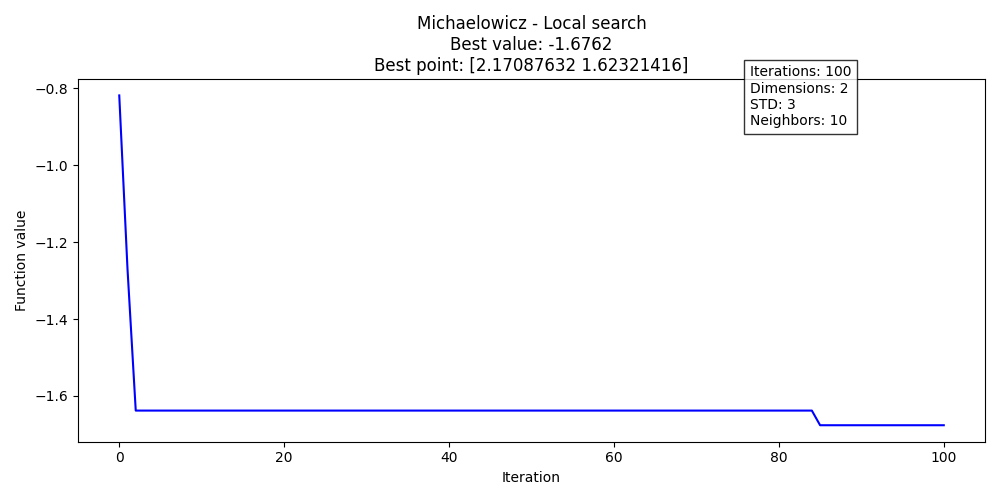 Michaelowicz - Local search
Best value: -1.6762
Best point: [2.17087632 1.62321416]
Iterations: 100
Dimensions: 2
STD: 3
Neighbors: 10
−0.8
−1.0
−1.2
−1.4
−1.6
Function value
0 20 40 60 80 100
Iteration